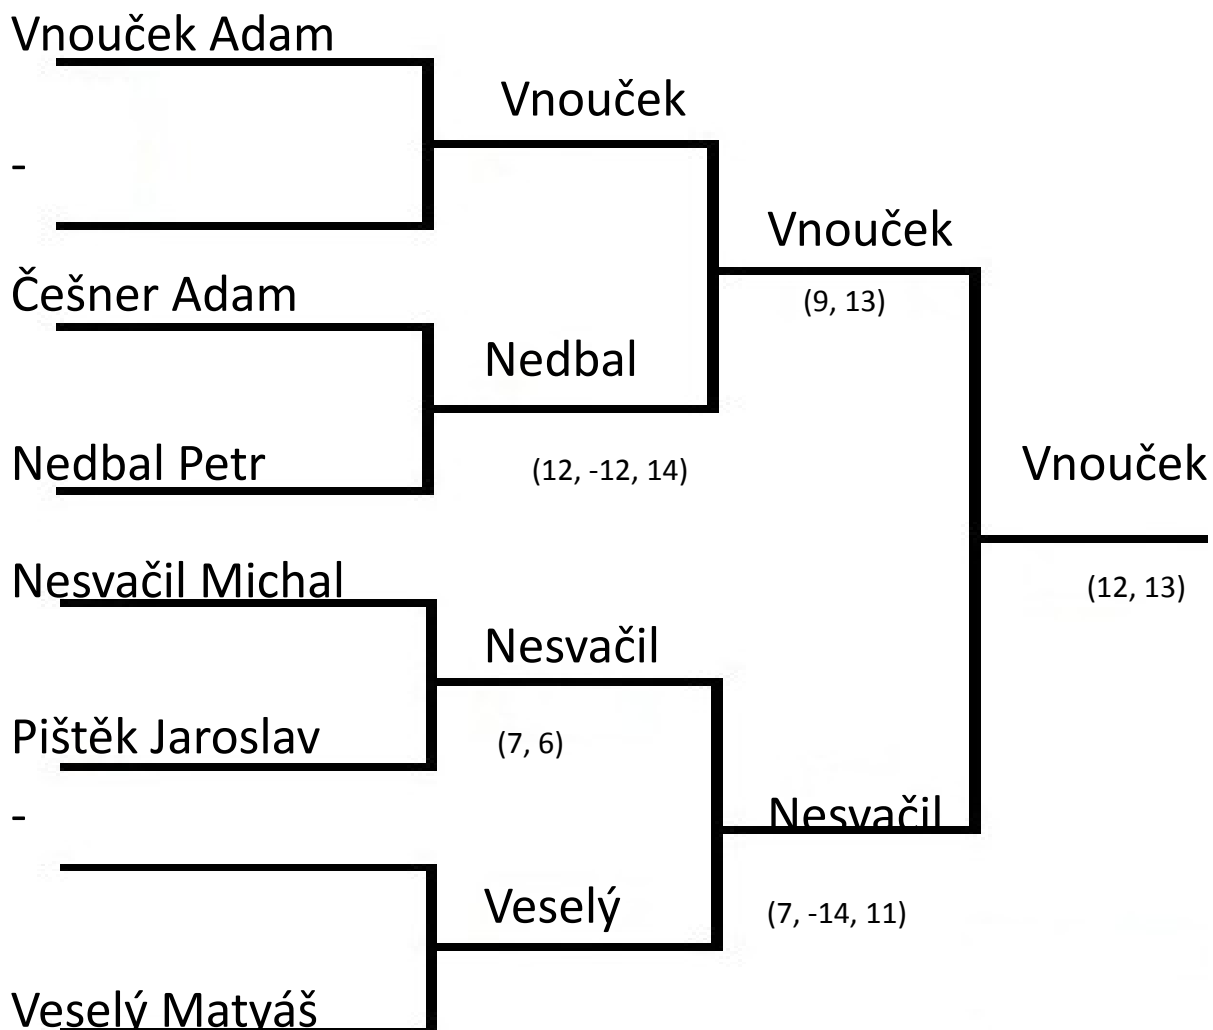 Vnouček Adam
Vnouček
-
Vnouček
Češner Adam
(9, 13)
Nedbal
Nedbal Petr
(12, -12, 14)
Vnouček
Nesvačil Michal
(12, 13)
Nesvačil
Pištěk Jaroslav
(7, 6)
-
Nesvačil
Veselý
(7, -14, 11)
Veselý Matyáš